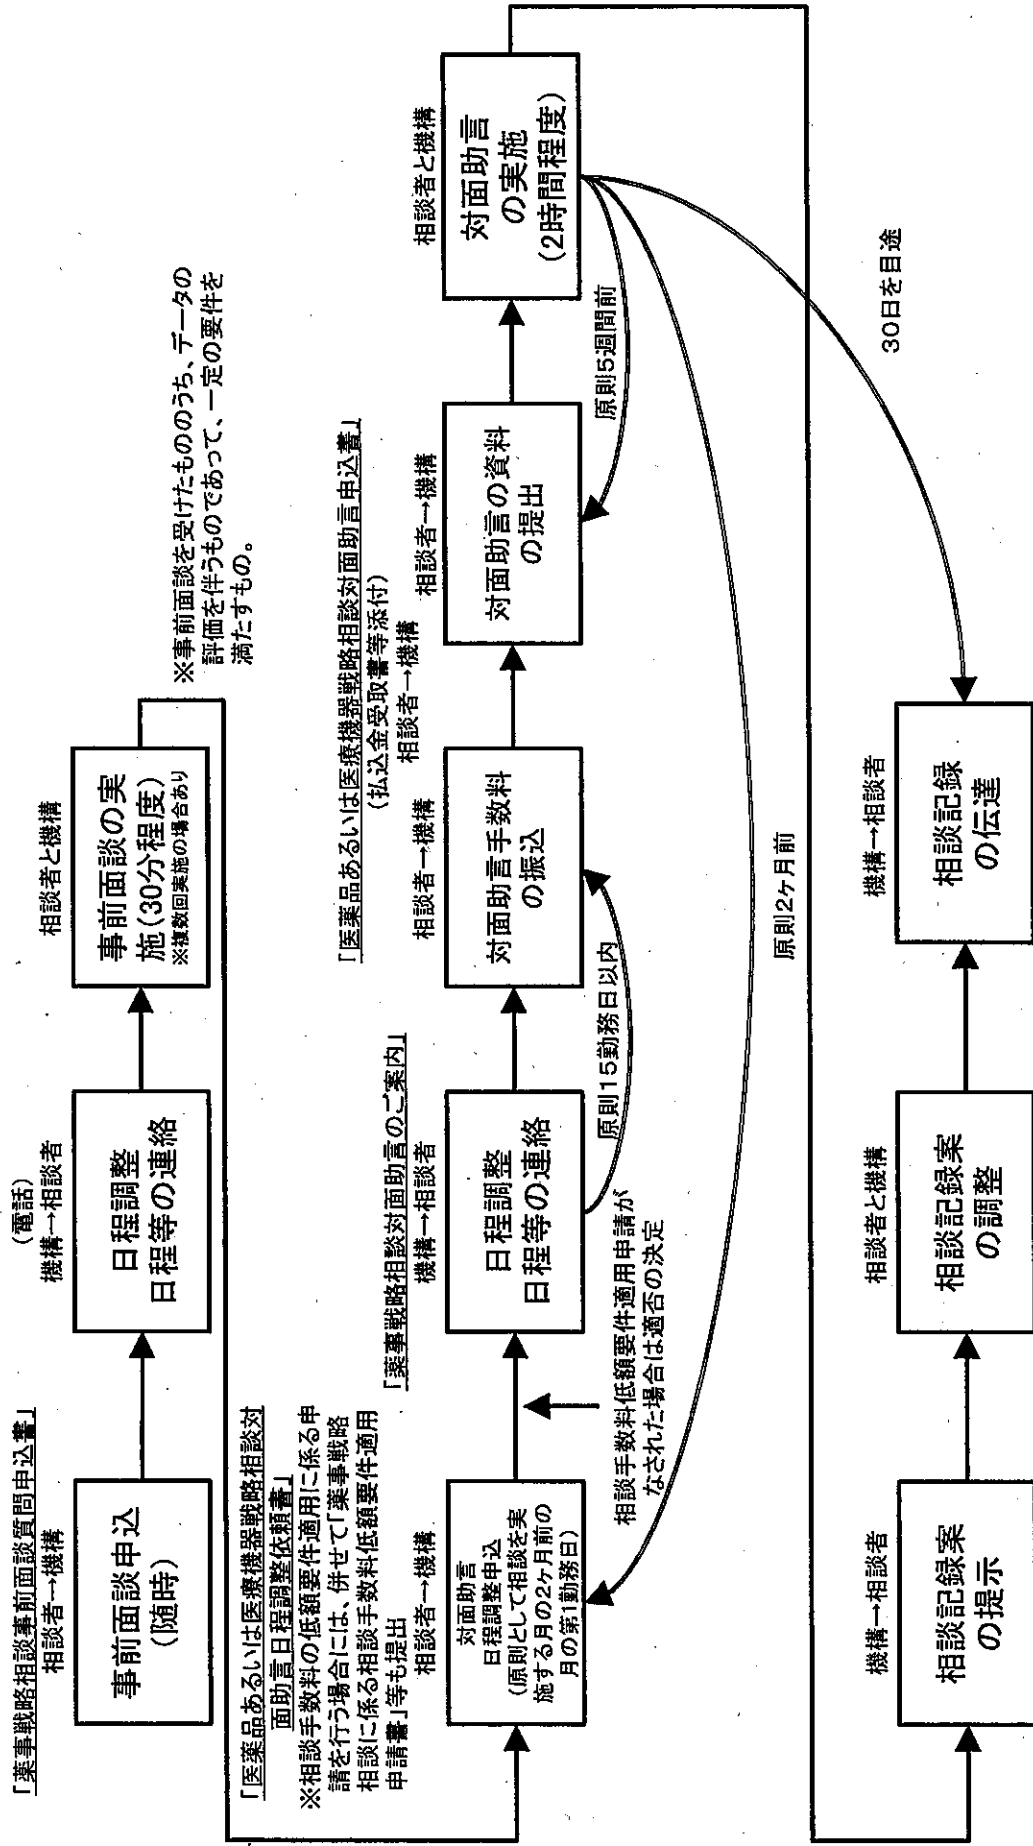 「薬事戦略相談事前面談質問申込書」
相談者→機構
事前面談申込
(随時)
(電話)
機構→相談者
日程調整
日程等の連絡
相談者と機構
事前面談の実
施(30分程度)
※複数回実施の場合あり
※事前面談を受けたもののうち、データの
評価を伴うものであって、一定の要件を
満たすもの。
「医薬品あるいは医療機器戦略相談対
面助言日程調整依頼書」
※相談手数料の低額要件適用に係る申
請を行う場合には、併せて「薬事戦略
相談に係る相談手数料低額要件適用
申請書」等も提出
相談者→機構
対面助言
日程調整申込
(原則として相談を実
施する月の2ヶ月前の
月の第1勤務日)
相談手数料低額要件適用申請が
なされた場合は適否の決定
「薬事戦略相談対面助言のご案内」
機構→相談者
日程調整
日程等の連絡
原則15勤務日以内
「医薬品あるいは医療機器戦略相談対面助言申込書」
(払込金受取書等添付)
相談者→機構
相談者→機構
対面助言手数料
の振込
相談者→機構
対面助言の資料
の提出
原則5週間前
相談者と機構
対面助言
の実施
(2時間程度)
原則2ヶ月前
30日を目途
機構→相談者
相談記録案
の提示
相談者と機構
相談記録案
の調整
機構→相談者
相談記録
の伝達